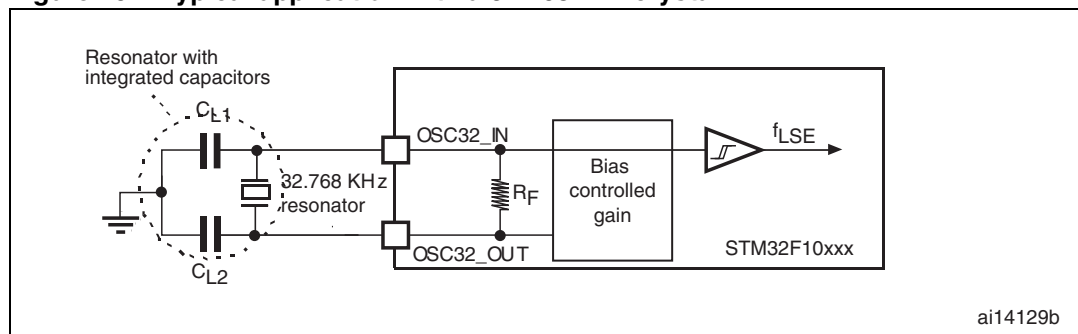 Resonator with
integrated capacitors
CL1
OSC32_IN
fLSE
32.768 KHz
resonator
RF
Bias
controlled
gain
OSC32_OUT
STM32F10xxx
CL2
ai14129b